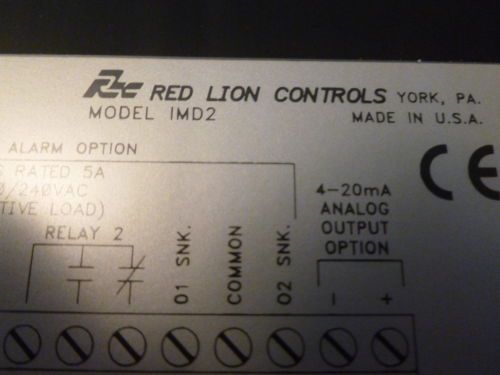 RLC RED LION CONTROLS YORK, PA.
MODEL IMD2 MADE IN U.S.A.
ALARM OPTION
RATED 5A
/240VAC
TIVE LOAD)
RELAY 2
O1 SNK.
COMMON
O2 SNK.
4-20mA
ANALOG
OUTPUT
OPTION
- +
CE